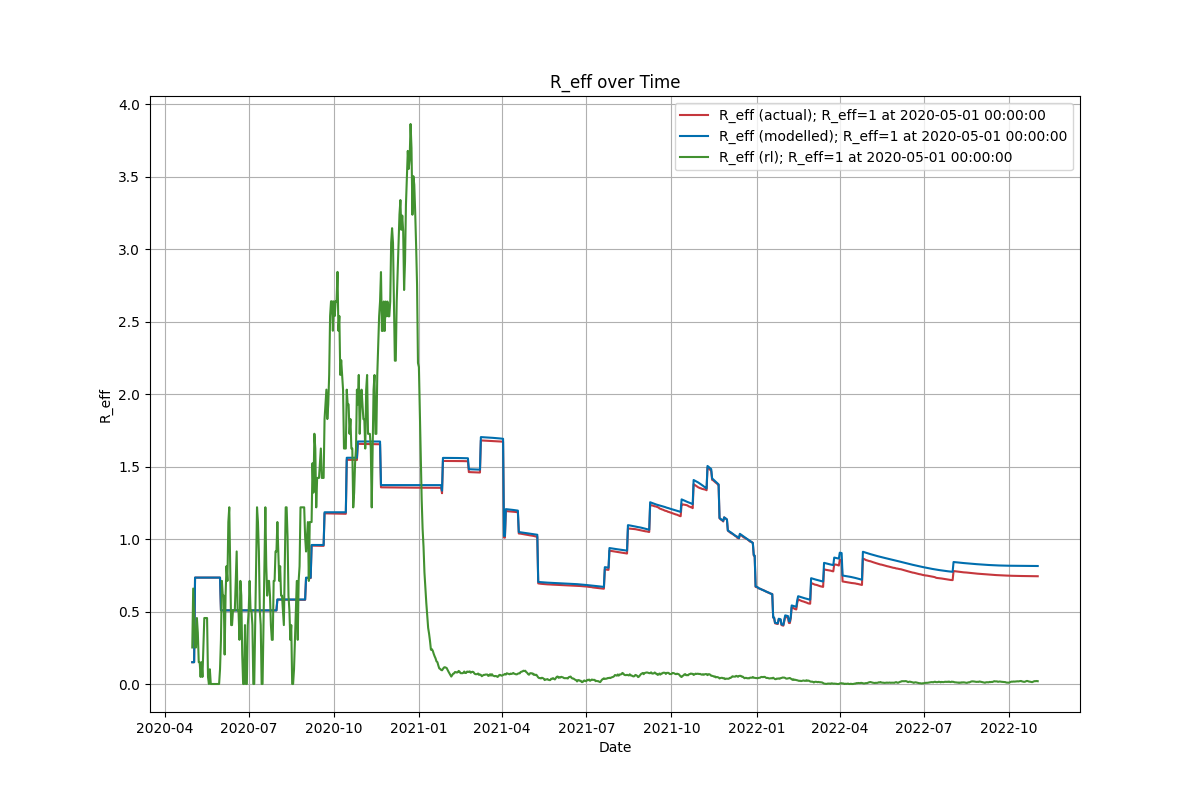 R_eff over Time
R_eff (actual); R_eff=1 at 2020-05-01 00:00:00
R_eff (modelled); R_eff=1 at 2020-05-01 00:00:00
R_eff (rl); R_eff=1 at 2020-05-01 00:00:00
4.0
3.5
3.0
2.5
2.0
1.5
1.0
0.5
0.0
R_eff
2020-04 2020-07 2020-10 2021-01 2021-04 2021-07 2021-10 2022-01 2022-04 2022-07 2022-10
Date